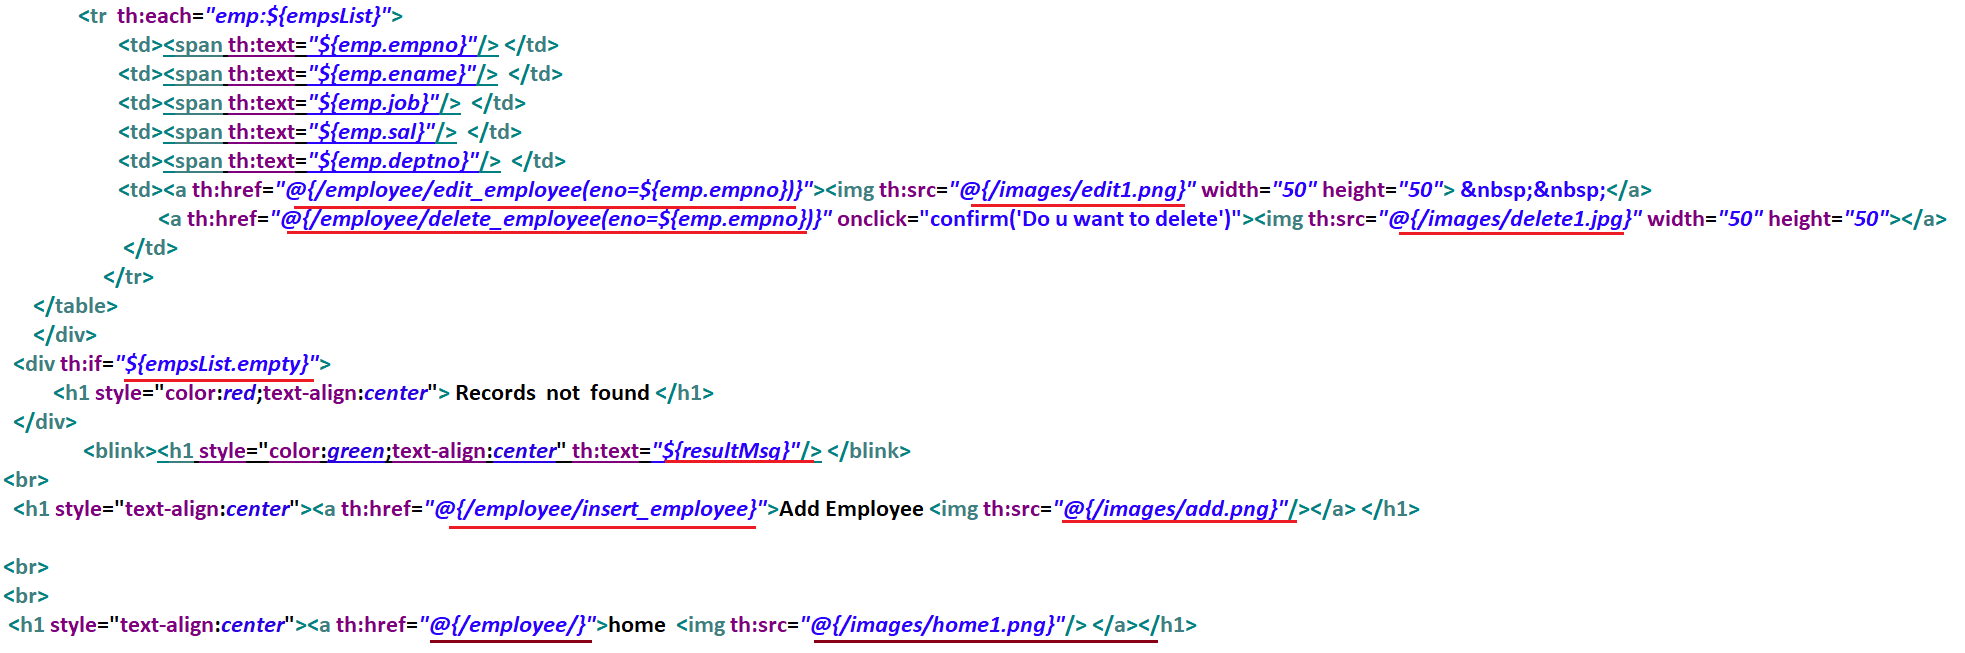 <tr  th:each="emp:${empsList}">
<td><span th:text="${emp.empno}"/> </td>
<td><span th:text="${emp.ename}"/>  </td>
<td><span th:text="${emp.job}"/>  </td>
<td><span th:text="${emp.sal}"/>  </td>
<td><span th:text="${emp.deptno}"/>  </td>
<td><a th:href="@{/employee/edit_employee(eno=${emp.empno})}"><img th:src="@{/images/edit1.png}" width="50" height="50"> &nbsp;&nbsp;</a>
<a th:href="@{/employee/delete_employee(eno=${emp.empno})}" onclick="confirm('Do u want to delete')"><img th:src="@{/images/delete1.jpg}" width="50" height="50"></a>
</td>
</tr>
</table>
</div>
<div th:if="${empsList.empty}">
<h1 style="color:red;text-align:center"> Records  not  found </h1>
</div>
<blink><h1 style="color:green;text-align:center" th:text="${resultMsg}"/> </blink>
<br>
<h1 style="text-align:center"><a th:href="@{/employee/insert_employee}">Add Employee <img th:src="@{/images/add.png}"/></a> </h1>
<br>
<br>
<h1 style="text-align:center"><a th:href="@{/employee/}">home  <img th:src="@{/images/home1.png}"/> </a></h1>